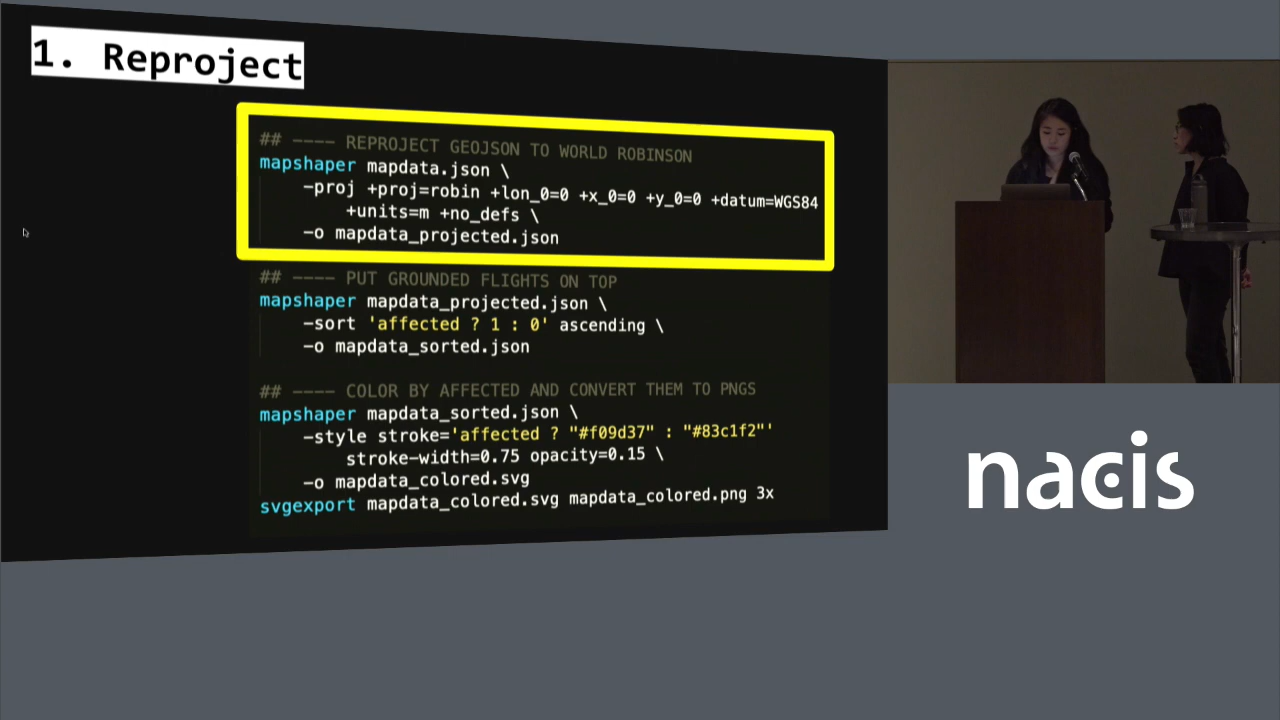 1. Reproject
## ---- REPROJECT GEOJSON TO WORLD ROBINSON
mapshaper mapdata.json \
-proj +proj=robin +lon_0=0 +x_0=0 +y_0=0 +datum=WGS84
+units=m +no_defs \
-o mapdata_projected.json
## ---- PUT GROUNDED FLIGHTS ON TOP
mapshaper mapdata_projected.json \
-sort 'affected ? 1 : 0' ascending \
-o mapdata_sorted.json
## ---- COLOR BY AFFECTED AND CONVERT THEM TO PNGS
mapshaper mapdata_sorted.json \
-style stroke='affected ? "#f09d37" : "#83c1f2"'
stroke-width=0.75 opacity=0.15 \
-o mapdata_colored.svg
svgexport mapdata_colored.svg mapdata_colored.png 3x
nacis